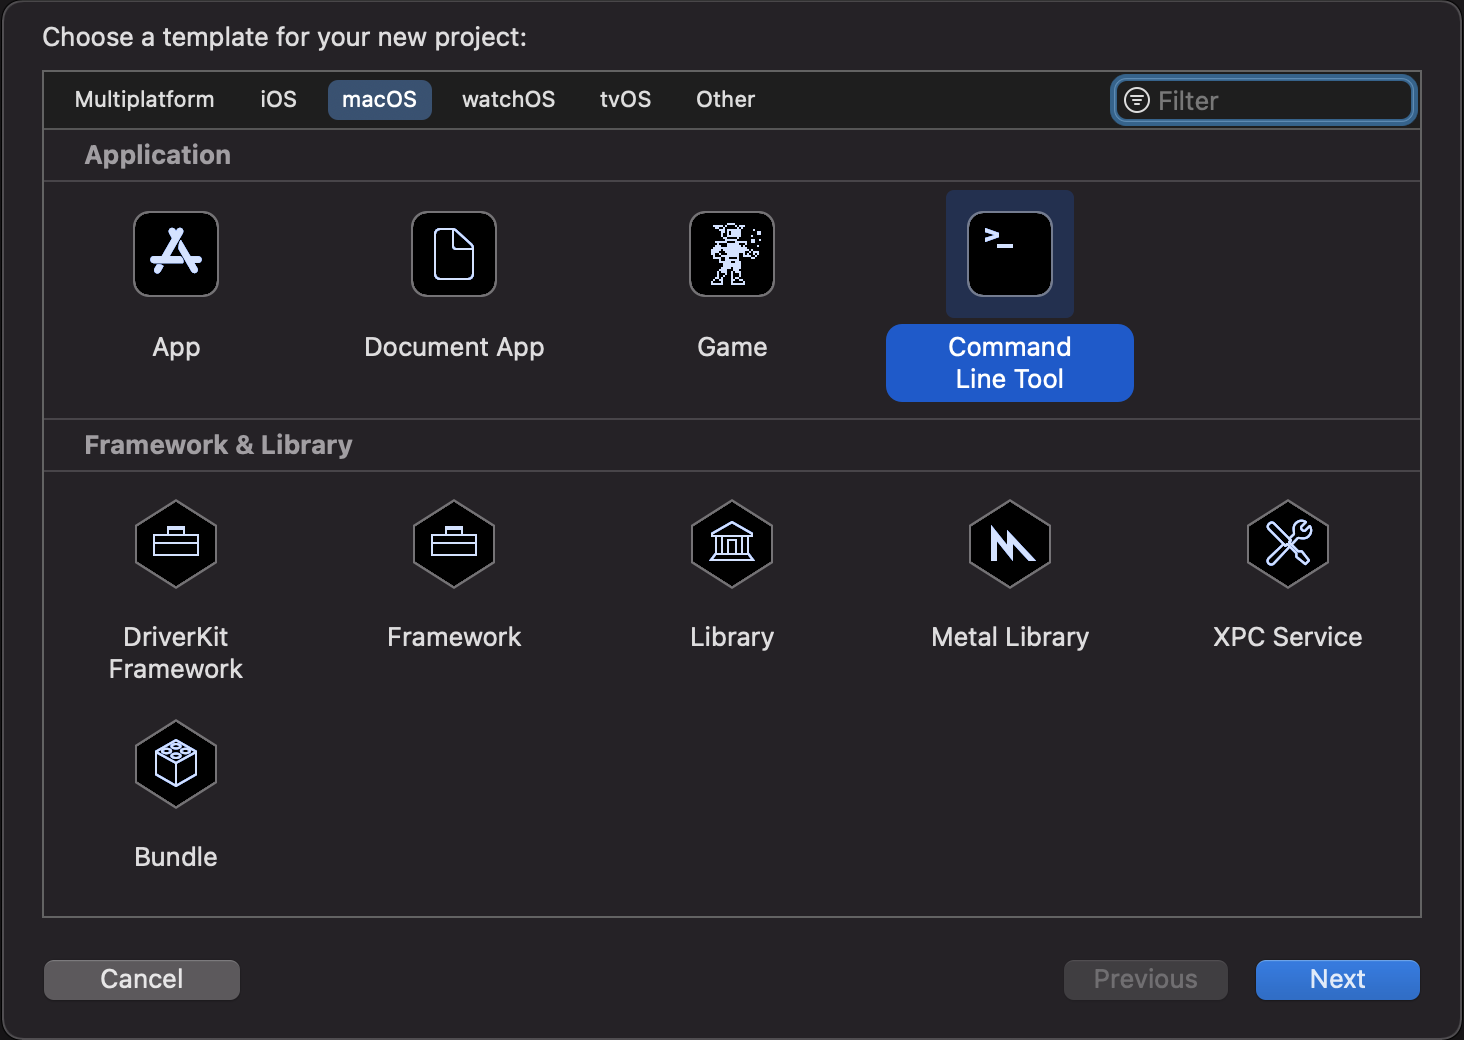 Choose a template for your new project:
Multiplatform iOS macOS watchOS tvOS Other Filter
Application
>_
App Document App Game Command
Line Tool
Framework & Library
DriverKit Framework Library Metal Library XPC Service
Framework
Bundle
Cancel Previous Next